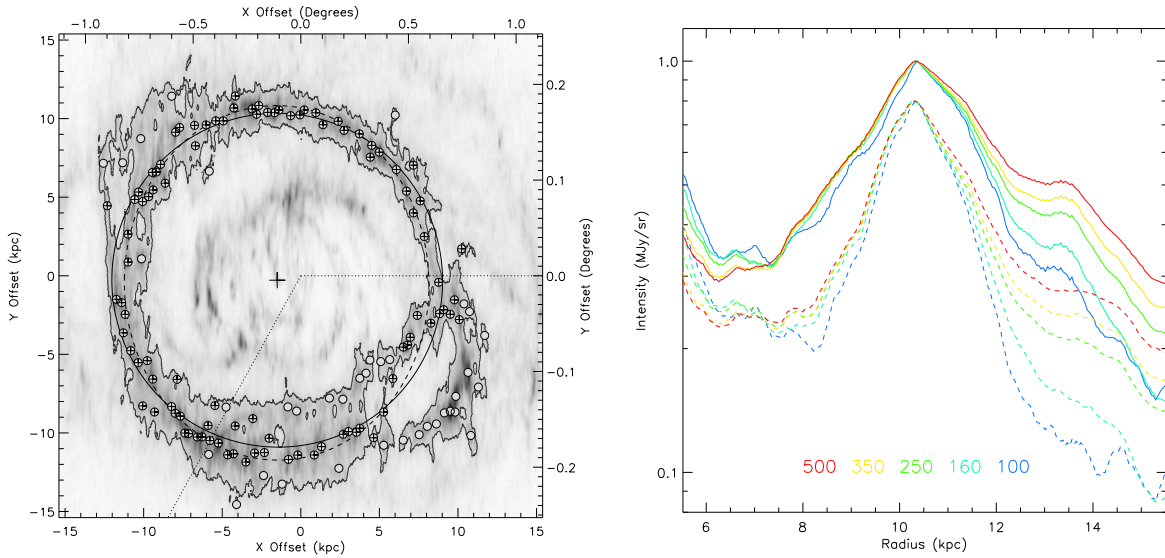 X Offset (Degrees)
−1.0 −0.5 0.0 0.5 1.0
15
10
5
0
−5
−10
−15
Y Offset (kpc)
0.2
0.1
0.0
−0.1
−0.2
Y Offset (Degrees)
−15 −10 −5 0 5 10 15
X Offset (kpc)
1.0
0.1
Intensity (MJy/sr)
500 350 250 160 100
6 8 10 12 14
Radius (kpc)